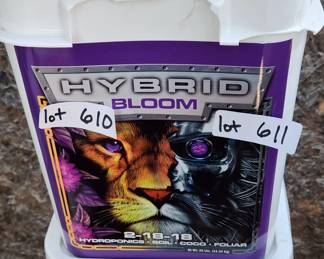 HYBRID
BLOOM
lot 610
lot 611
2-18-18
HYDROPONICS • SOIL • COCO • FOLIAR